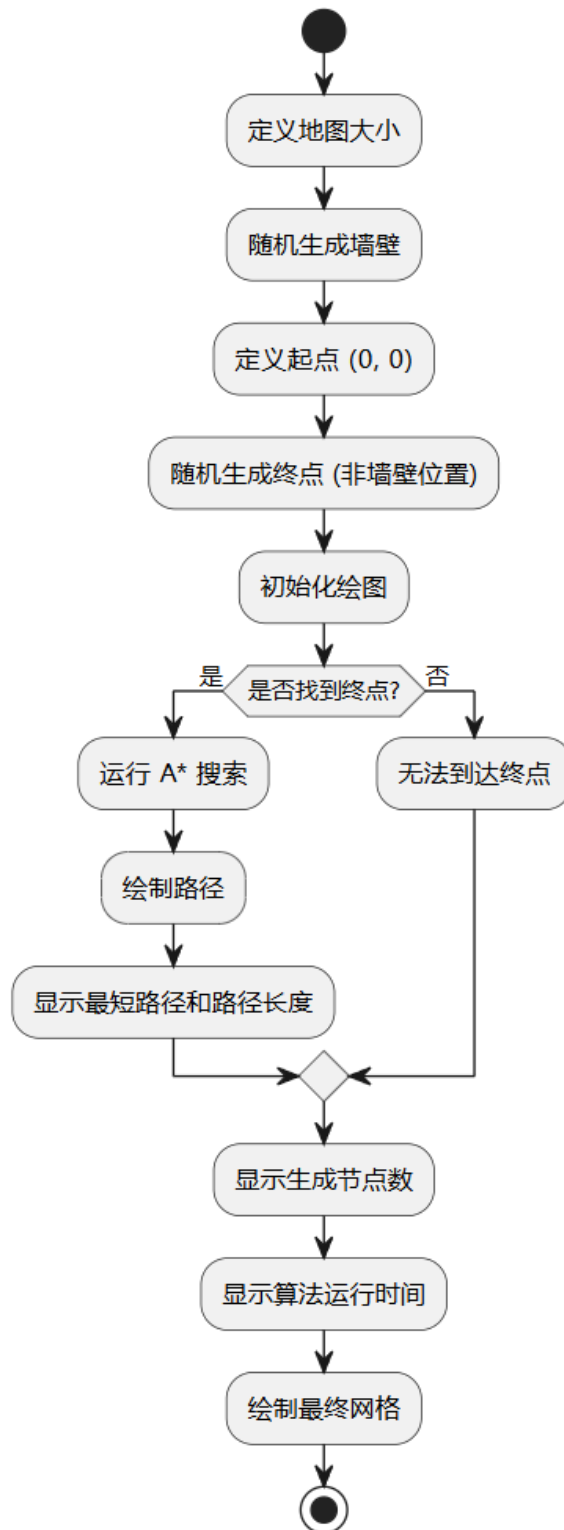 定义地图大小
随机生成墙壁
定义起点 (0, 0)
随机生成终点 (非墙壁位置)
初始化绘图
是否找到终点?
是
否
运行 A* 搜索
无法到达终点
绘制路径
显示最短路径和路径长度
显示生成节点数
显示算法运行时间
绘制最终网格